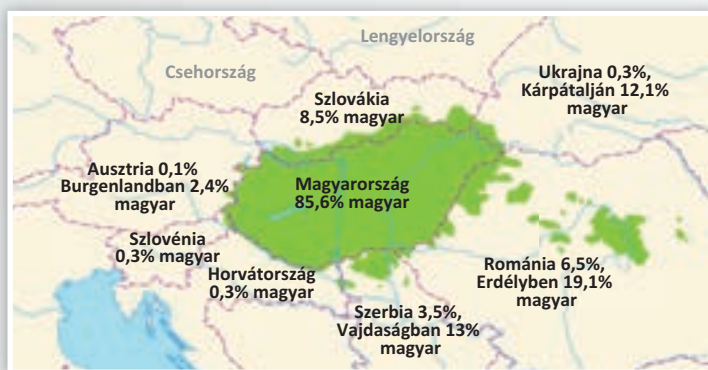 Lengyelország
Csehország
Ukrajna 0,3%,
Kárpátalján 12,1%
magyar
Szlovákia
8,5% magyar
Ausztria 0,1%
Burgenlandban 2,4%
magyar
Magyarország
85,6% magyar
Szlovénia
0,3% magyar
Horvátország
0,3% magyar
Románia 6,5%,
Erdélyben 19,1%
magyar
Szerbia 3,5%,
Vajdaságban 13%
magyar